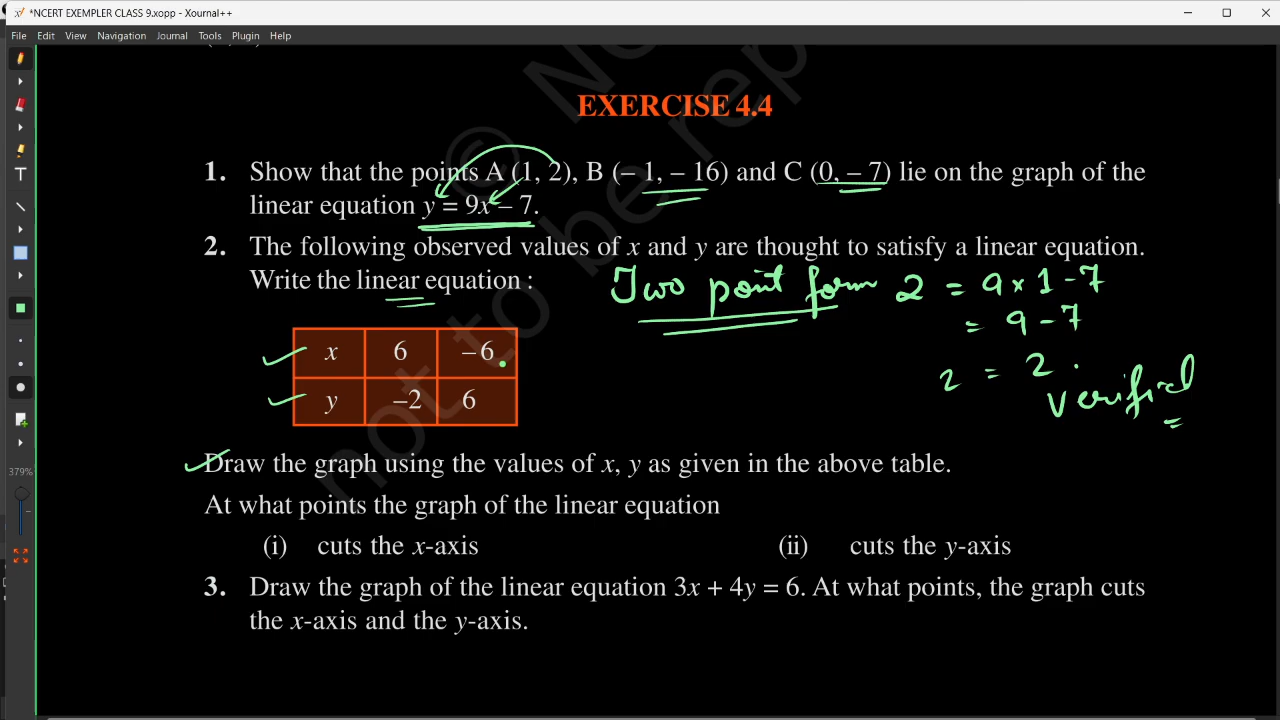 *NCERT EXEMPLER CLASS 9.xopp - Xournal++
File Edit View Navigation Journal Tools Plugin Help
EXERCISE 4.4
1. Show that the points A (1, 2), B (– 1, – 16) and C (0, – 7) lie on the graph of the
linear equation y = 9x – 7.
2. The following observed values of x and y are thought to satisfy a linear equation.
Write the linear equation :
Two point form 2 = 9 × 1 - 7
= 9 - 7
2 = 2 .
Verified
x 6 – 6
y –2 6
Draw the graph using the values of x, y as given in the above table.
At what points the graph of the linear equation
(i) cuts the x-axis (ii) cuts the y-axis
3. Draw the graph of the linear equation 3x + 4y = 6. At what points, the graph cuts
the x-axis and the y-axis.
379%
not to be rep
©